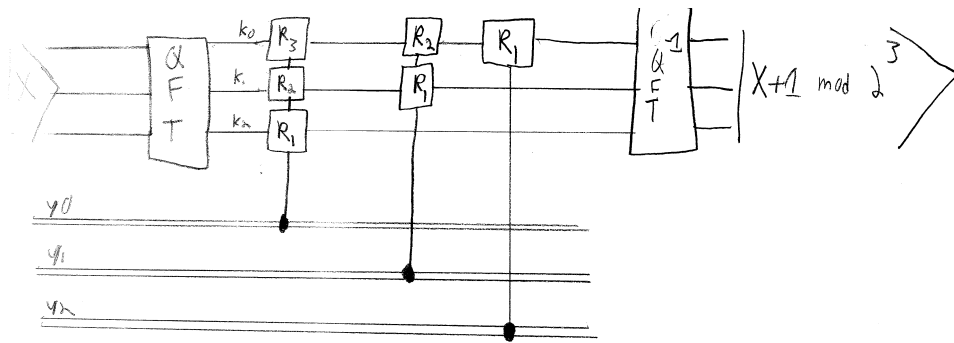 k0 R3 R2 R1
X
Q F T
k1 R2 R1
k2 R1
-1 Q F T
X+1 mod 2^3
y0
y1
y2